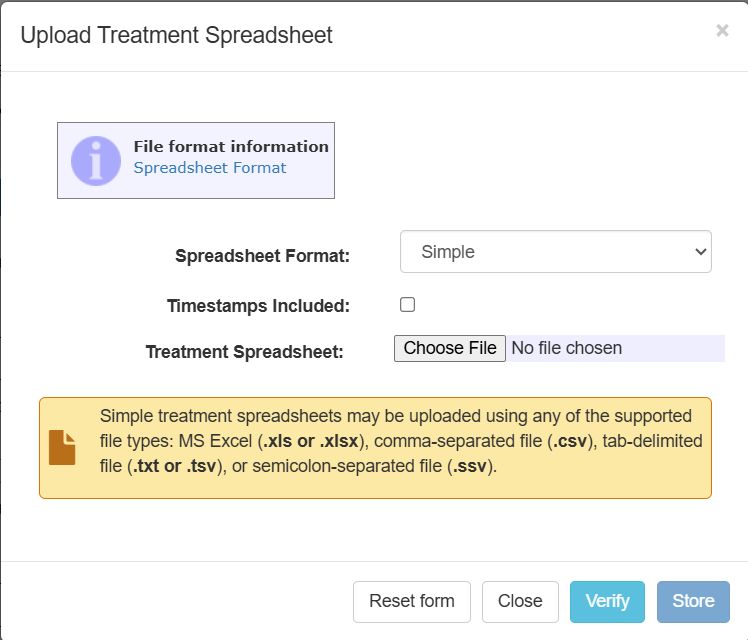 Upload Treatment Spreadsheet
×
File format information
Spreadsheet Format
Spreadsheet Format:
Simple
Timestamps Included:
Treatment Spreadsheet:
Choose File No file chosen
Simple treatment spreadsheets may be uploaded using any of the supported
file types: MS Excel (.xls or .xlsx), comma-separated file (.csv), tab-delimited
file (.txt or .tsv), or semicolon-separated file (.ssv).
Reset form
Close
Verify
Store